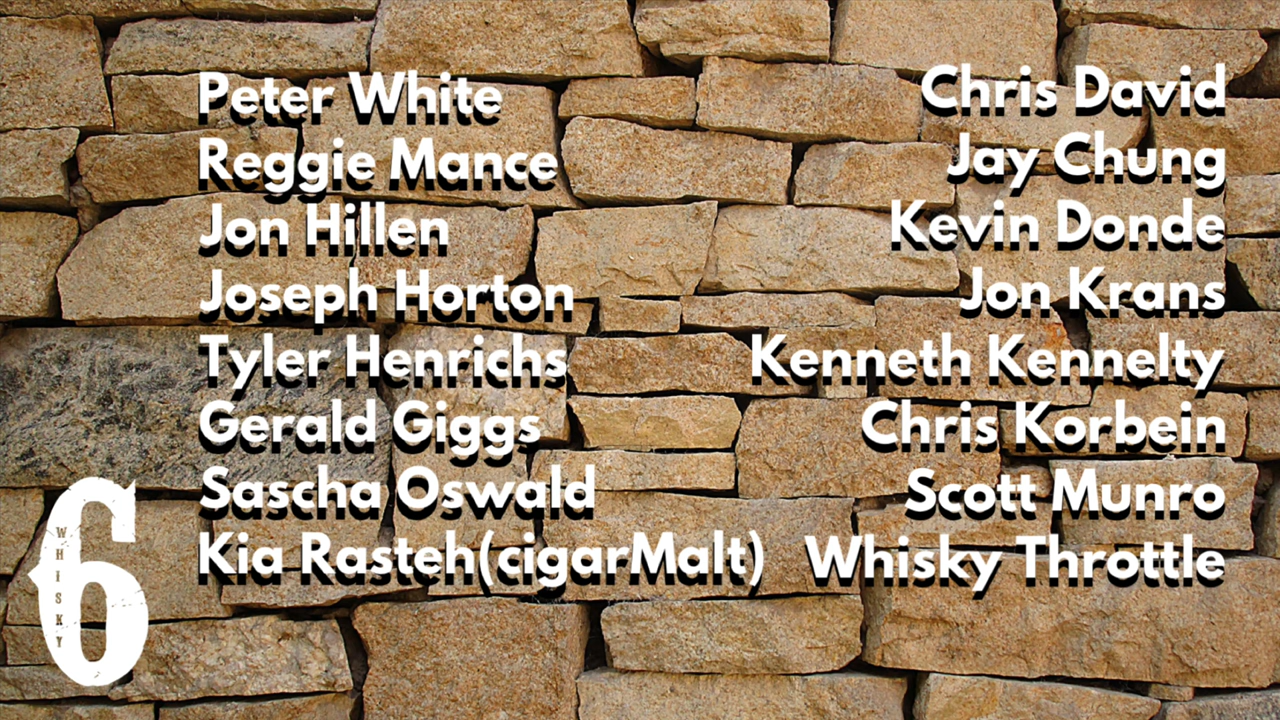 Peter White
Reggie Mance
Jon Hillen
Joseph Horton
Tyler Henrichs
Gerald Giggs
Sascha Oswald
Kia Rasteh(cigarMalt)
Chris David
Jay Chung
Kevin Donde
Jon Krans
Kenneth Kennelty
Chris Korbein
Scott Munro
Whisky Throttle
6
WHISKY